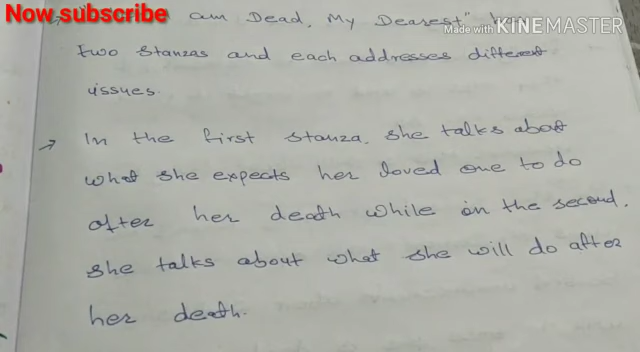 Now subscribe
am Dead, My Dearest" has
Made with KINEMASTER
two stanzas and each addresses different
issues.
→ In the first stanza, she talks about
what she expects her loved one to do
after her death while in the second.
she talks about what she will do after
her death.